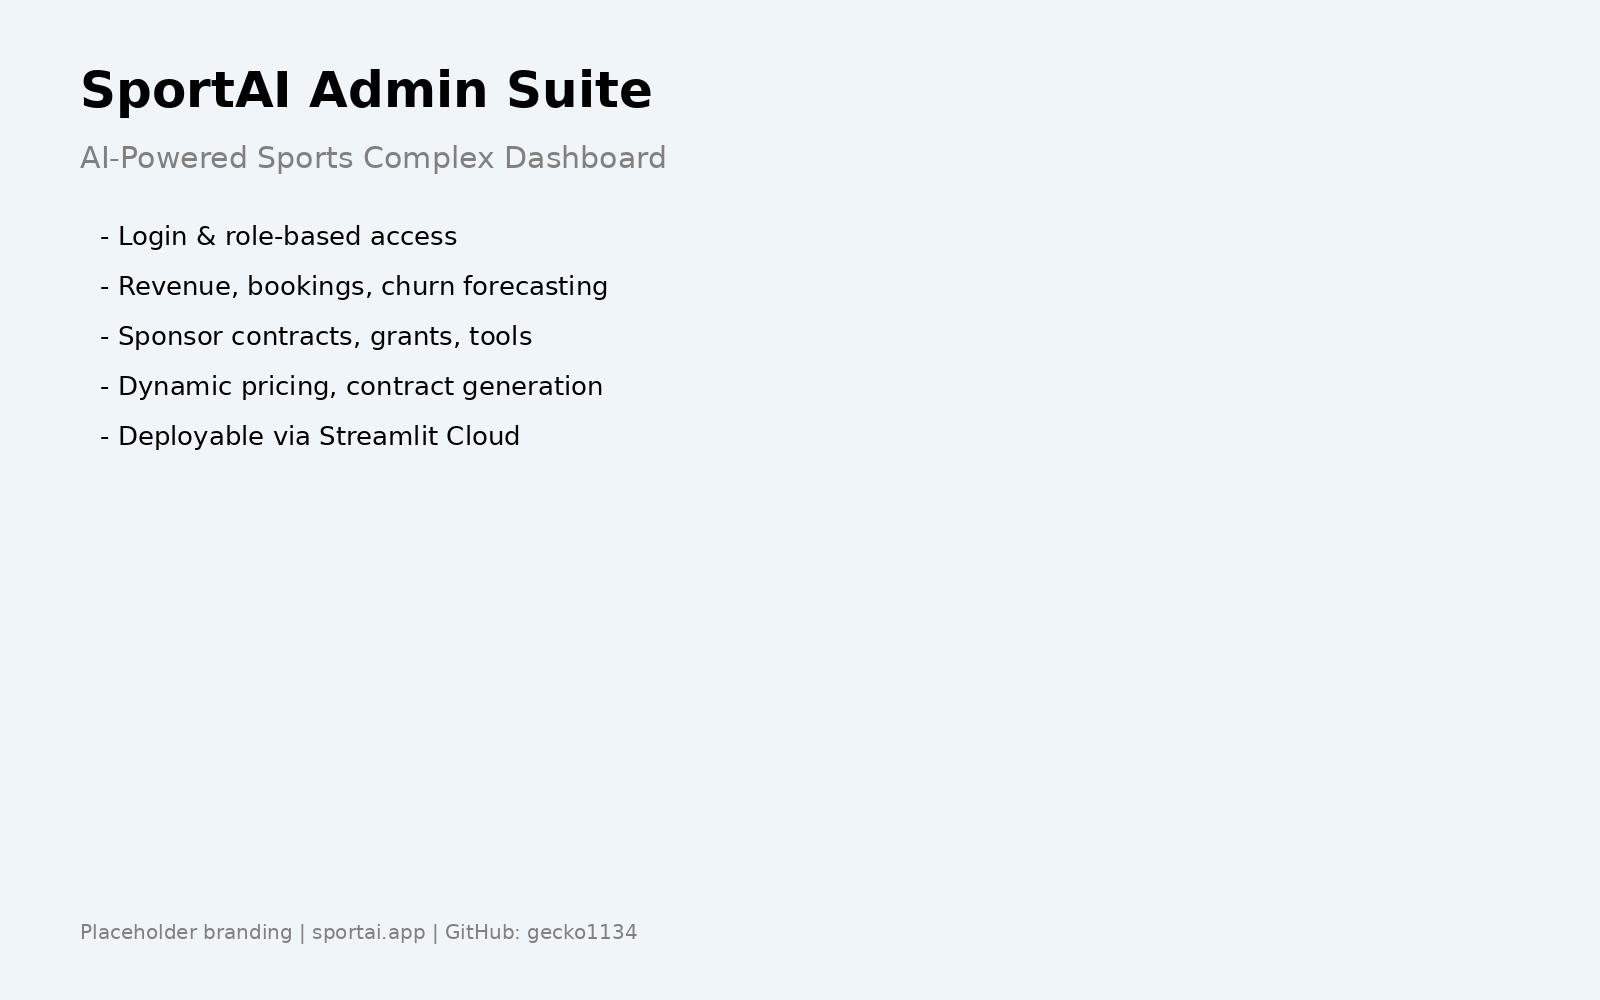 SportAI Admin Suite
AI-Powered Sports Complex Dashboard
- Login & role-based access
- Revenue, bookings, churn forecasting
- Sponsor contracts, grants, tools
- Dynamic pricing, contract generation
- Deployable via Streamlit Cloud
Placeholder branding | sportai.app | GitHub: gecko1134